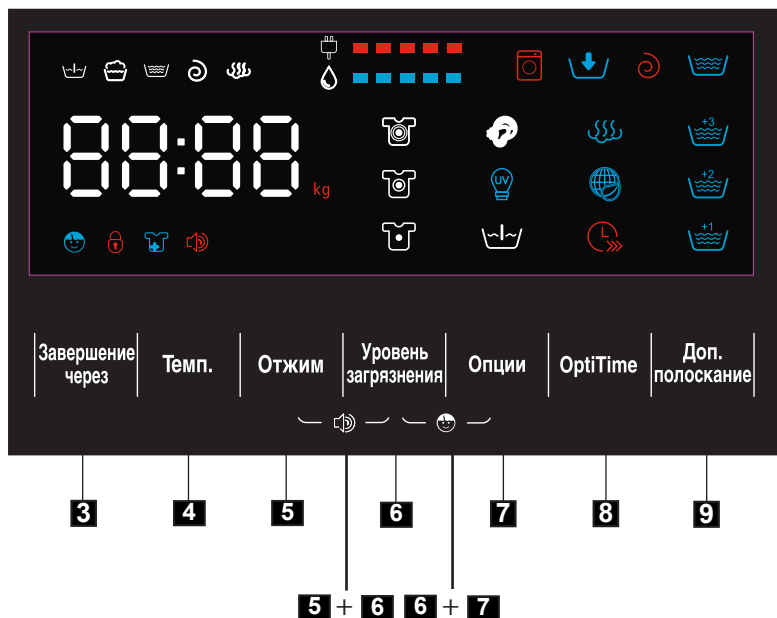 88:88
kg
UV
+3
+2
+1
Завершение
через
Темп.
Отжим
Уровень
загрязнения
Опции
OptiTime
Доп.
полоскание
3
4
5
6
7
8
9
5 + 6
6 + 7